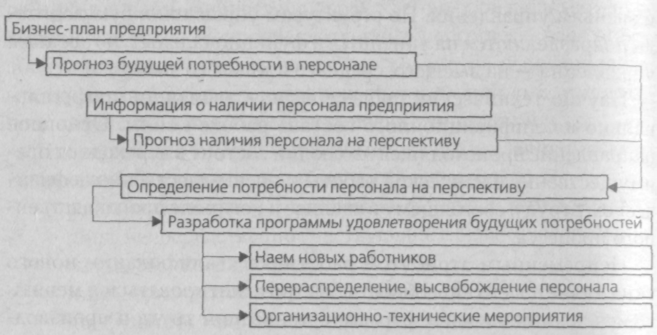 Бизнес-план предприятия
Прогноз будущей потребности в персонале
Информация о наличии персонала предприятия
Прогноз наличия персонала на перспективу
Определение потребности персонала на перспективу
Разработка программы удовлетворения будущих потребностей
Наем новых работников
Перераспределение, высвобождение персонала
Организационно-технические мероприятия